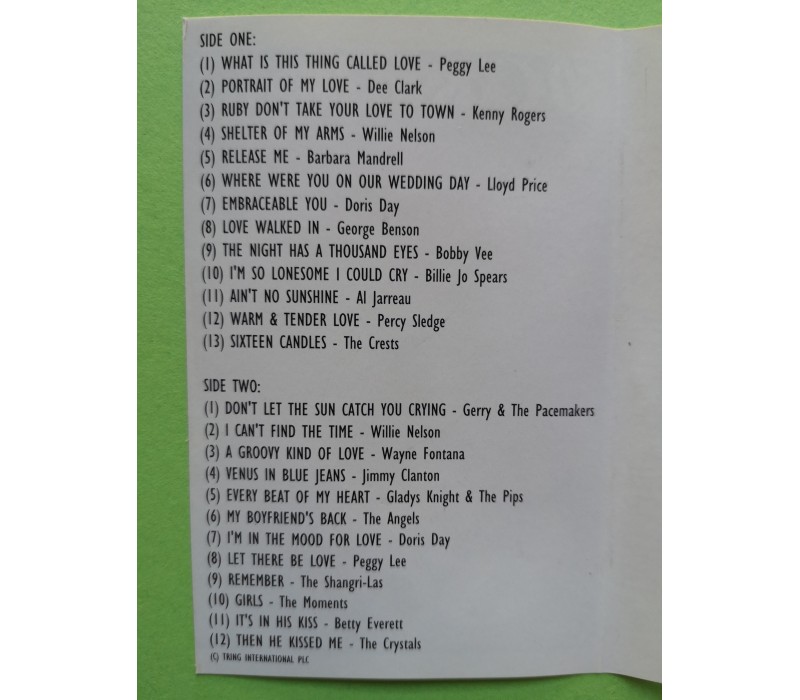 SIDE ONE:
(1) WHAT IS THIS THING CALLED LOVE - Peggy Lee
(2) PORTRAIT OF MY LOVE - Dee Clark
(3) RUBY DON'T TAKE YOUR LOVE TO TOWN - Kenny Rogers
(4) SHELTER OF MY ARMS - Willie Nelson
(5) RELEASE ME - Barbara Mandrell
(6) WHERE WERE YOU ON OUR WEDDING DAY - Lloyd Price
(7) EMBRACEABLE YOU - Doris Day
(8) LOVE WALKED IN - George Benson
(9) THE NIGHT HAS A THOUSAND EYES - Bobby Vee
(10) I'M SO LONESOME I COULD CRY - Billie Jo Spears
(11) AIN'T NO SUNSHINE - Al Jarreau
(12) WARM & TENDER LOVE - Percy Sledge
(13) SIXTEEN CANDLES - The Crests
SIDE TWO:
(1) DON'T LET THE SUN CATCH YOU CRYING - Gerry & The Pacemakers
(2) I CAN'T FIND THE TIME - Willie Nelson
(3) A GROOVY KIND OF LOVE - Wayne Fontana
(4) VENUS IN BLUE JEANS - Jimmy Clanton
(5) EVERY BEAT OF MY HEART - Gladys Knight & The Pips
(6) MY BOYFRIEND'S BACK - The Angels
(7) I'M IN THE MOOD FOR LOVE - Doris Day
(8) LET THERE BE LOVE - Peggy Lee
(9) REMEMBER - The Shangri-Las
(10) GIRLS - The Moments
(11) IT'S IN HIS KISS - Betty Everett
(12) THEN HE KISSED ME - The Crystals
(C) TRING INTERNATIONAL PLC